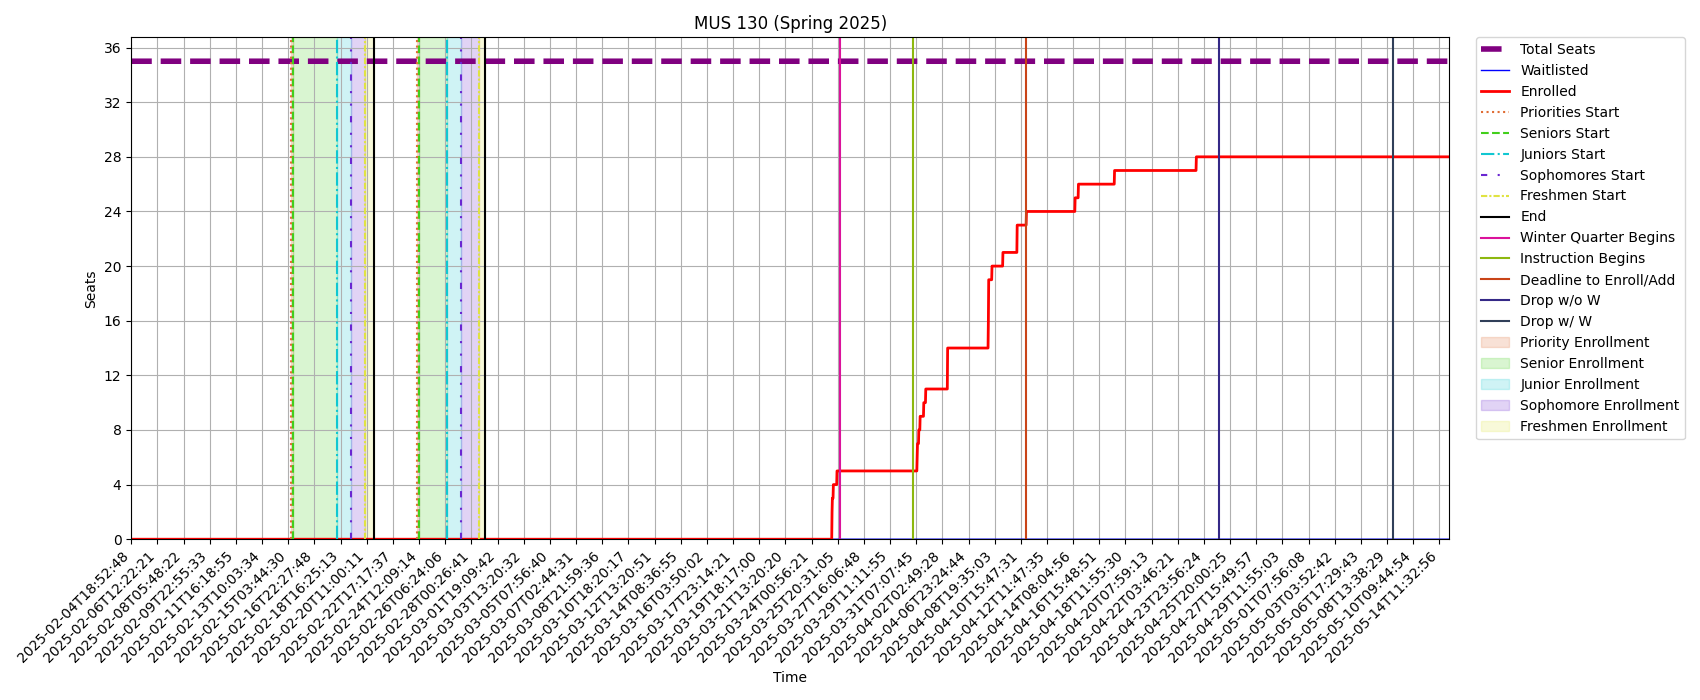 MUS 130 (Spring 2025)
Seats
36
32
28
24
20
16
12
8
4
0
2025-02-04T18:52:48
2025-02-06T12:22:21
2025-02-08T05:48:22
2025-02-09T22:55:33
2025-02-11T16:18:55
2025-02-13T10:03:34
2025-02-15T03:44:30
2025-02-16T22:27:48
2025-02-18T16:25:13
2025-02-20T11:00:11
2025-02-22T17:17:37
2025-02-24T12:09:14
2025-02-26T06:24:06
2025-02-28T00:26:41
2025-03-01T19:09:42
2025-03-03T13:20:32
2025-03-05T07:56:40
2025-03-07T02:44:31
2025-03-08T21:59:36
2025-03-10T18:20:17
2025-03-12T13:20:51
2025-03-14T08:36:55
2025-03-16T03:50:02
2025-03-17T23:14:21
2025-03-19T18:17:00
2025-03-21T13:20:20
2025-03-24T00:56:21
2025-03-25T20:31:05
2025-03-27T16:06:48
2025-03-29T11:11:55
2025-03-31T07:07:45
2025-04-02T02:49:28
2025-04-06T23:24:44
2025-04-08T19:35:03
2025-04-10T15:47:31
2025-04-12T11:47:35
2025-04-14T08:04:56
2025-04-16T15:48:51
2025-04-18T11:55:30
2025-04-20T07:59:13
2025-04-22T03:46:21
2025-04-23T23:56:24
2025-04-25T20:00:25
2025-04-27T15:49:57
2025-04-29T11:55:03
2025-05-01T07:56:08
2025-05-03T03:52:42
2025-05-06T17:29:43
2025-05-08T13:38:29
2025-05-10T09:44:54
2025-05-14T11:32:56
Time
Total Seats
Waitlisted
Enrolled
Priorities Start
Seniors Start
Juniors Start
Sophomores Start
Freshmen Start
End
Winter Quarter Begins
Instruction Begins
Deadline to Enroll/Add
Drop w/o W
Drop w/ W
Priority Enrollment
Senior Enrollment
Junior Enrollment
Sophomore Enrollment
Freshmen Enrollment